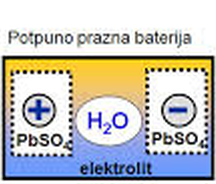 Potpuno prazna baterija
+ H₂O −
PbSO₄ PbSO₄
elektrolit